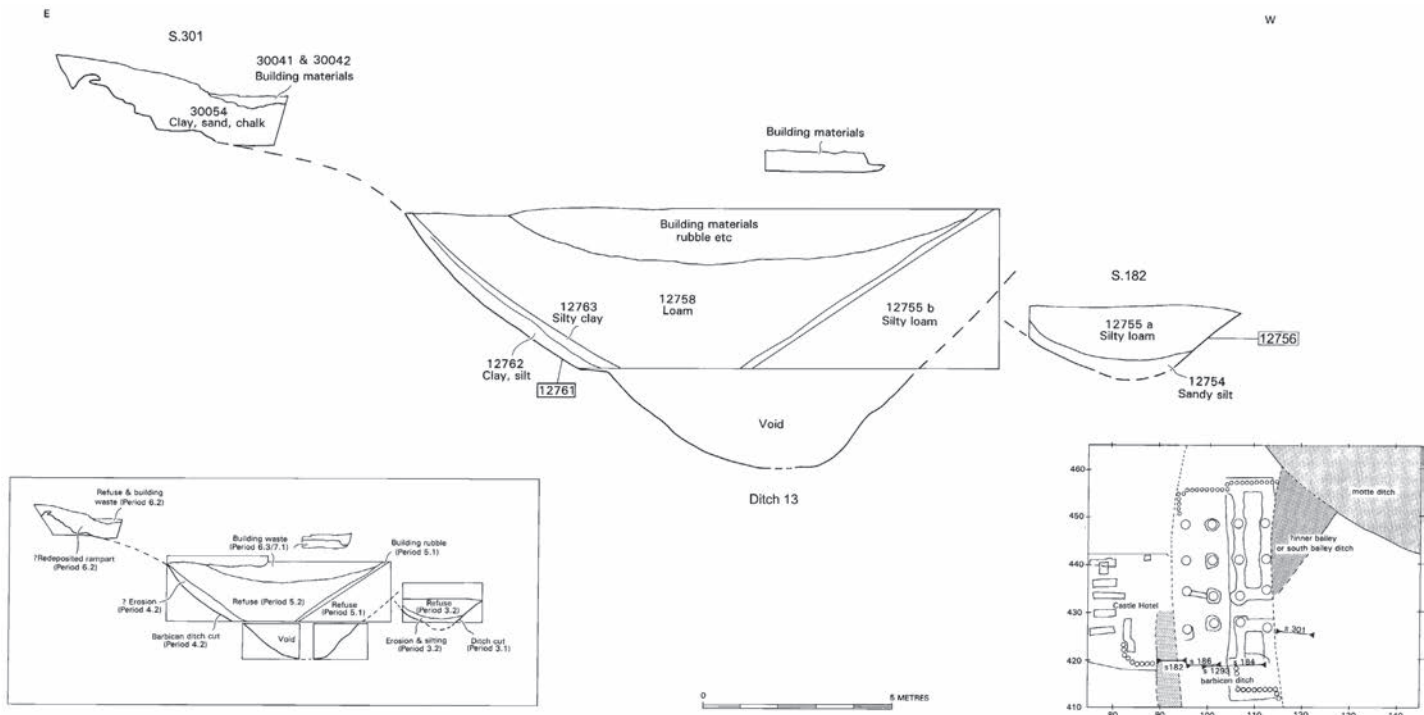 E
W
S.301
30041 & 30042
Building materials
30054
Clay, sand, chalk
Building materials
Building materials
rubble etc
12763
Silty clay
12758
Loam
12755 b
Silty loam
12762
Clay, silt
12761
S.182
12755 a
Silty loam
12756
12754
Sandy silt
Void
Ditch 13
Refuse & building
waste (Period 6.2)
?Redeposited rampart
(Period 6.2)
Building waste
(Period 6.3/7.1)
Building rubble
(Period 5.1)
? Erosion
(Period 4.2)
Refuse (Period 5.2)
Refuse
(Period 5.1)
Refuse
(Period 3.2)
Barbican ditch cut
(Period 4.2)
Void
Erosion & silting
(Period 3.2)
Ditch cut
(Period 3.1)
0 5 METRES
460
450
440
430
420
410
motte ditch
?inner bailey
or south bailey ditch
Castle Hotel
s 301
s182
s 186
s 1293
s 184
barbican ditch
80 90 100 110 120 130 140